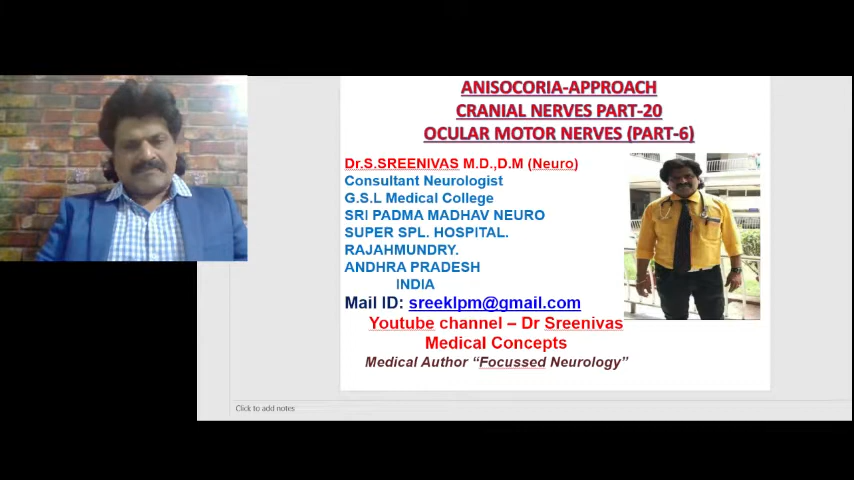 ANISOCORIA-APPROACH
CRANIAL NERVES PART-20
OCULAR MOTOR NERVES (PART-6)
Dr.S.SREENIVAS M.D.,D.M (Neuro)
Consultant Neurologist
G.S.L Medical College
SRI PADMA MADHAV NEURO
SUPER SPL. HOSPITAL.
RAJAHMUNDRY.
ANDHRA PRADESH
INDIA
Mail ID: sreeklpm@gmail.com
Youtube channel – Dr Sreenivas
Medical Concepts
Medical Author “Focussed Neurology”
Click to add notes